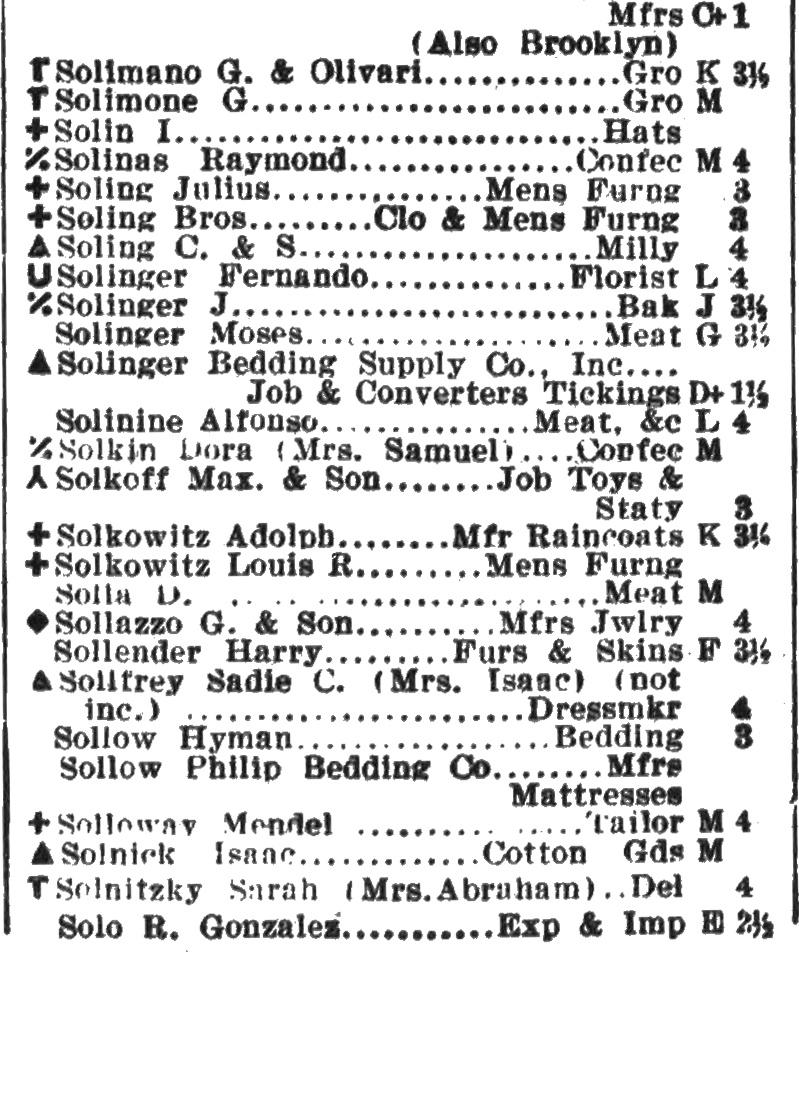 Mfrs C+ 1
(Also Brooklyn)
Solimano G. & Olivari..............Gro K 3½
Solimone G..........................Gro M
+Solin I..............................Hats
Solinas Raymond................Confec M 4
+Soling Julius...............Mens Furng 3
+Soling Bros.........Clo & Mens Furng 3
▲Soling C. & S.....................Milly 4
USolinger Fernando..............Florist L 4
Solinger J...........................Bak J 3½
Solinger Moses.....................Meat G 3½
▲Solinger Bedding Supply Co., Inc....
Job & Converters Tickings D+ 1½
Solinine Alfonso...............Meat, &c L 4
Solkin Dora (Mrs. Samuel)....Confec M
⅄Solkoff Max. & Son........Job Toys &
Staty 3
+Solkowitz Adolph........Mfr Raincoats K 3½
+Solkowitz Louis R.........Mens Furng
Solla D. ..........................Meat M
◆Sollazzo G. & Son..........Mfrs Jwlry 4
Sollender Harry.........Furs & Skins F 3½
▲Sollfrey Sadie C. (Mrs. Isaac) (not
inc.) ........................Dressmkr 4
Sollow Hyman..................Bedding 3
Sollow Philip Bedding Co........Mfrs
Mattresses
+Solloway Mendel ...............Tailor M 4
▲Solnick Isaac.............Cotton Gds M
Solnitzky Sarah (Mrs.Abraham)..Del 4
Solo R. Gonzalez...........Exp & Imp E 2½